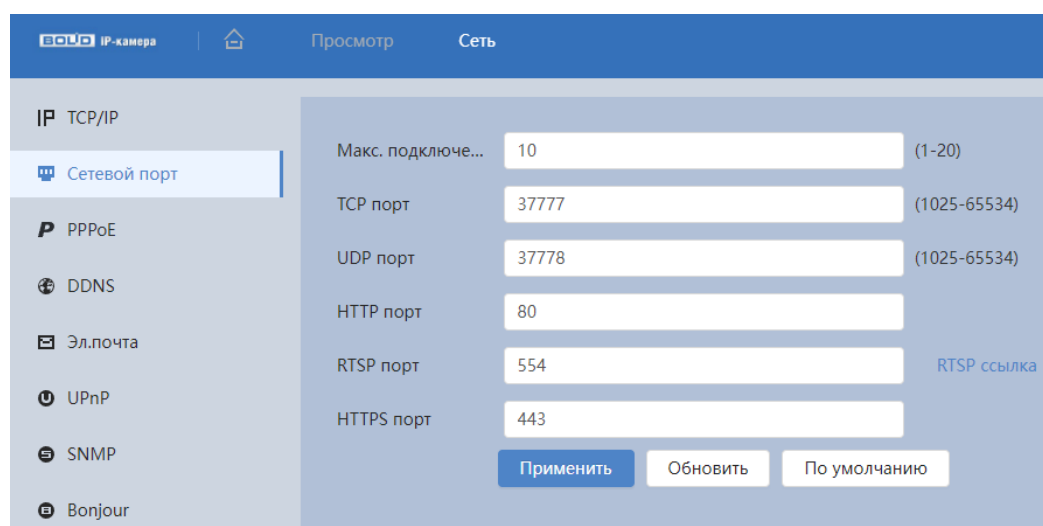 BOLID IP-камера Просмотр Сеть
TCP/IP
Сетевой порт
PPPoE
DDNS
Эл.почта
UPnP
SNMP
Bonjour
Макс. подключе... 10 (1-20)
TCP порт 37777 (1025-65534)
UDP порт 37778 (1025-65534)
HTTP порт 80
RTSP порт 554 RTSP ссылка
HTTPS порт 443
Применить Обновить По умолчанию